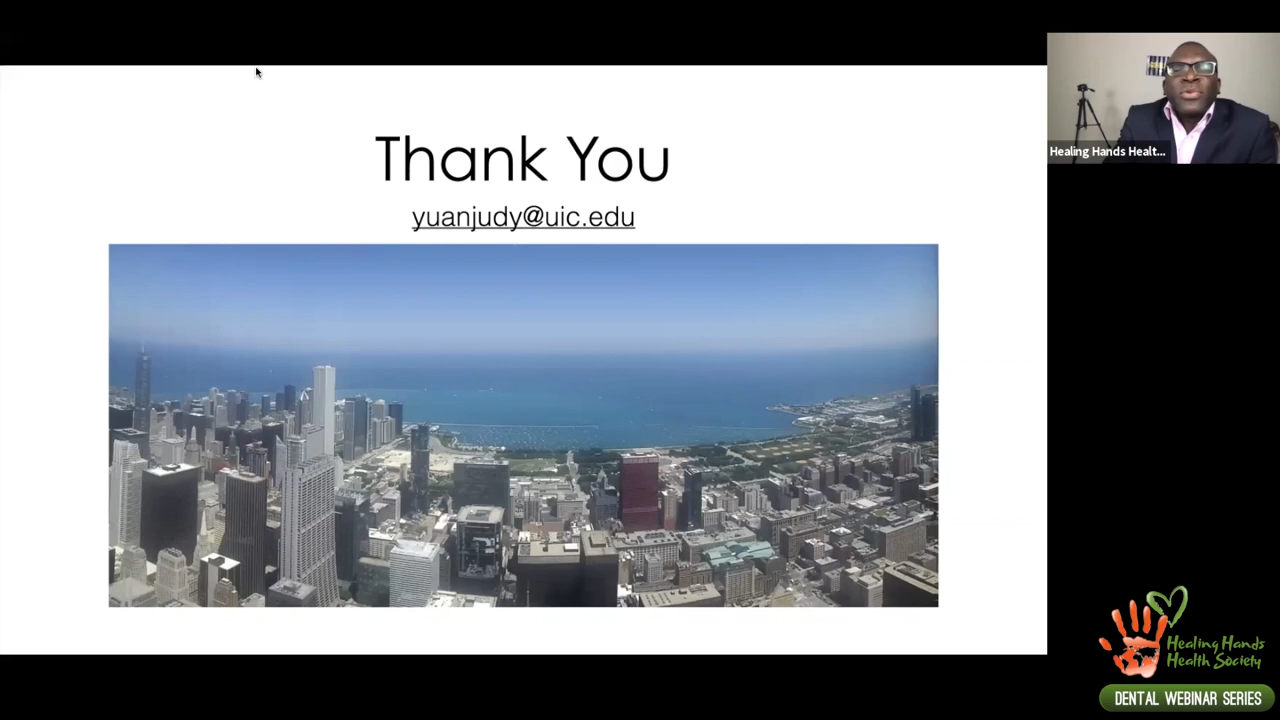 Thank You
yuanjudy@uic.edu
Healing Hands Healt...
Healing Hands
Health Society
DENTAL WEBINAR SERIES